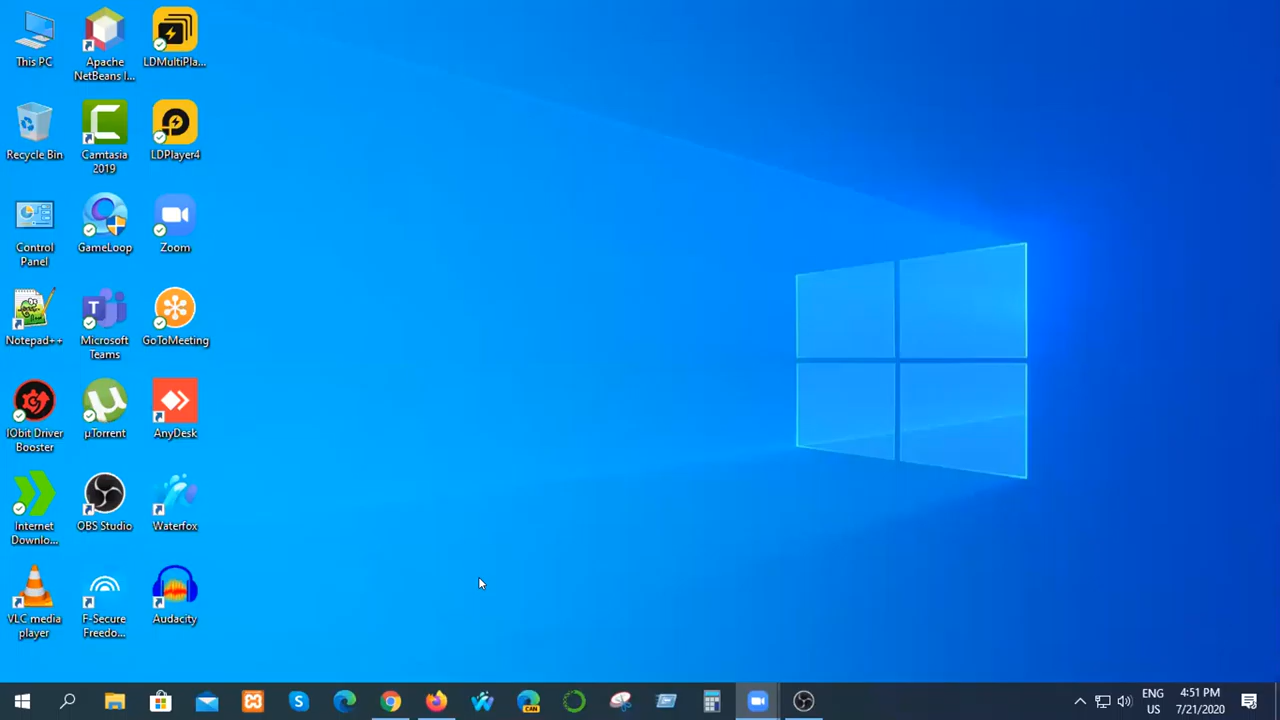 This PC
Apache
NetBeans I...
LDMultiPla...
Recycle Bin
Camtasia
2019
LDPlayer4
Control
Panel
GameLoop
Zoom
Notepad++
Microsoft
Teams
GoToMeeting
IObit Driver
Booster
µTorrent
AnyDesk
Internet
Downlo...
OBS Studio
Waterfox
VLC media
player
F-Secure
Freedo...
Audacity
CAN
ENG
US
4:51 PM
7/21/2020